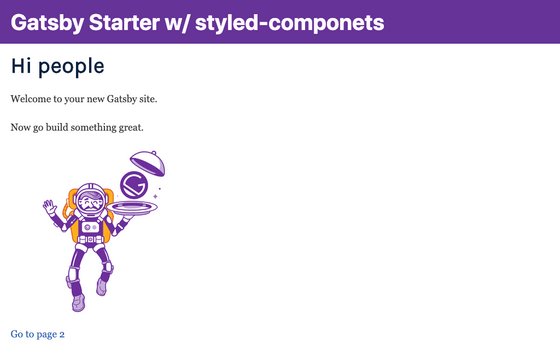 Gatsby Starter w/ styled-componets
Hi people
Welcome to your new Gatsby site.
Now go build something great.
Go to page 2